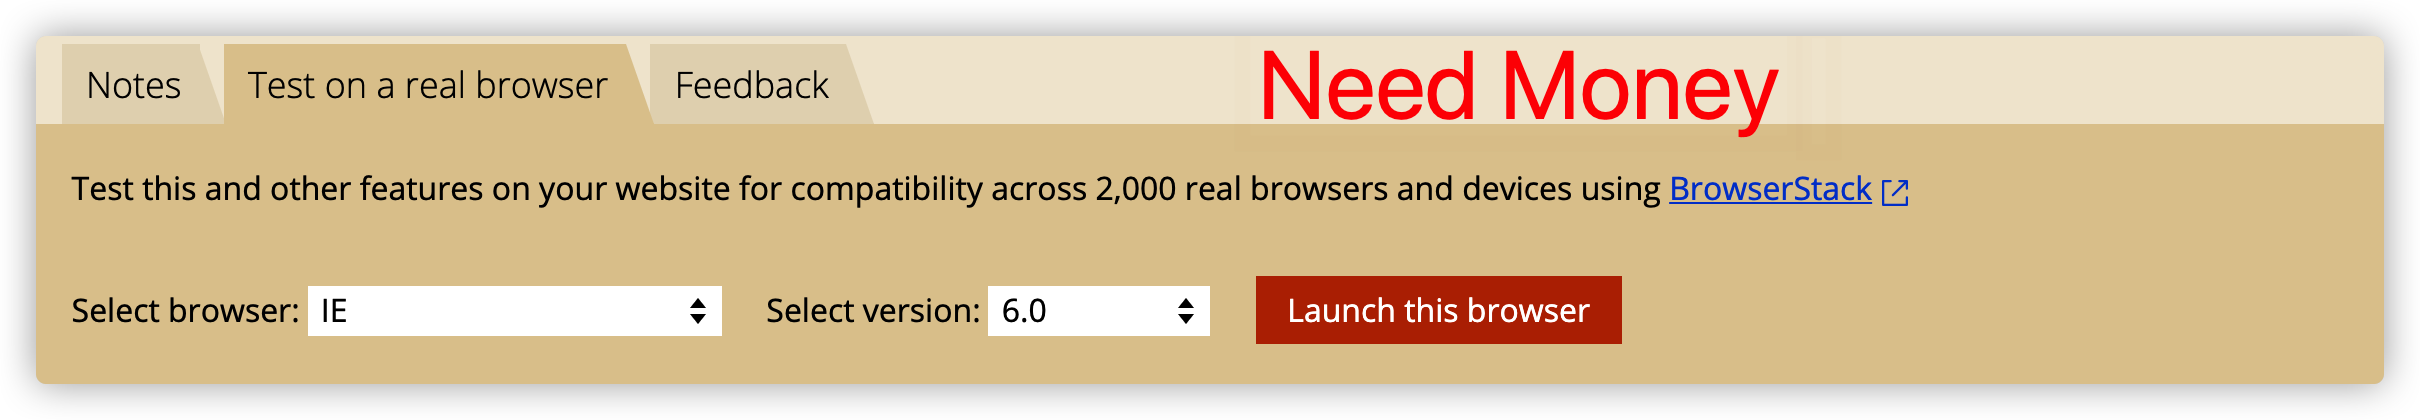 Notes Test on a real browser Feedback Need Money
Test this and other features on your website for compatibility across 2,000 real browsers and devices using BrowserStack
Select browser: IE Select version: 6.0 Launch this browser